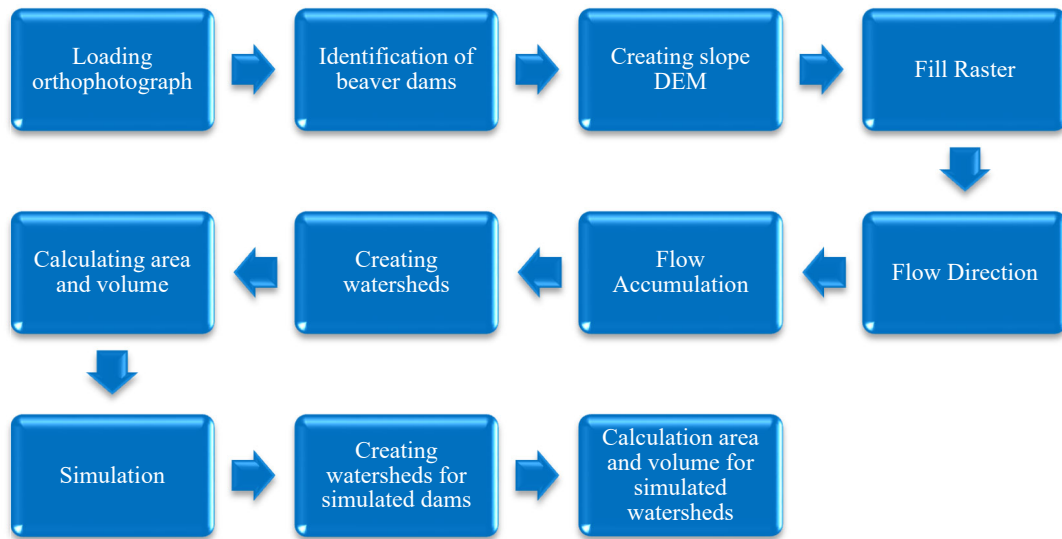 Loading
orthophotograph
Identification of
beaver dams
Creating slope
DEM
Fill Raster
Flow Direction
Flow
Accumulation
Creating
watersheds
Calculating area
and volume
Simulation
Creating
watersheds for
simulated dams
Calculation area
and volume for
simulated
watersheds